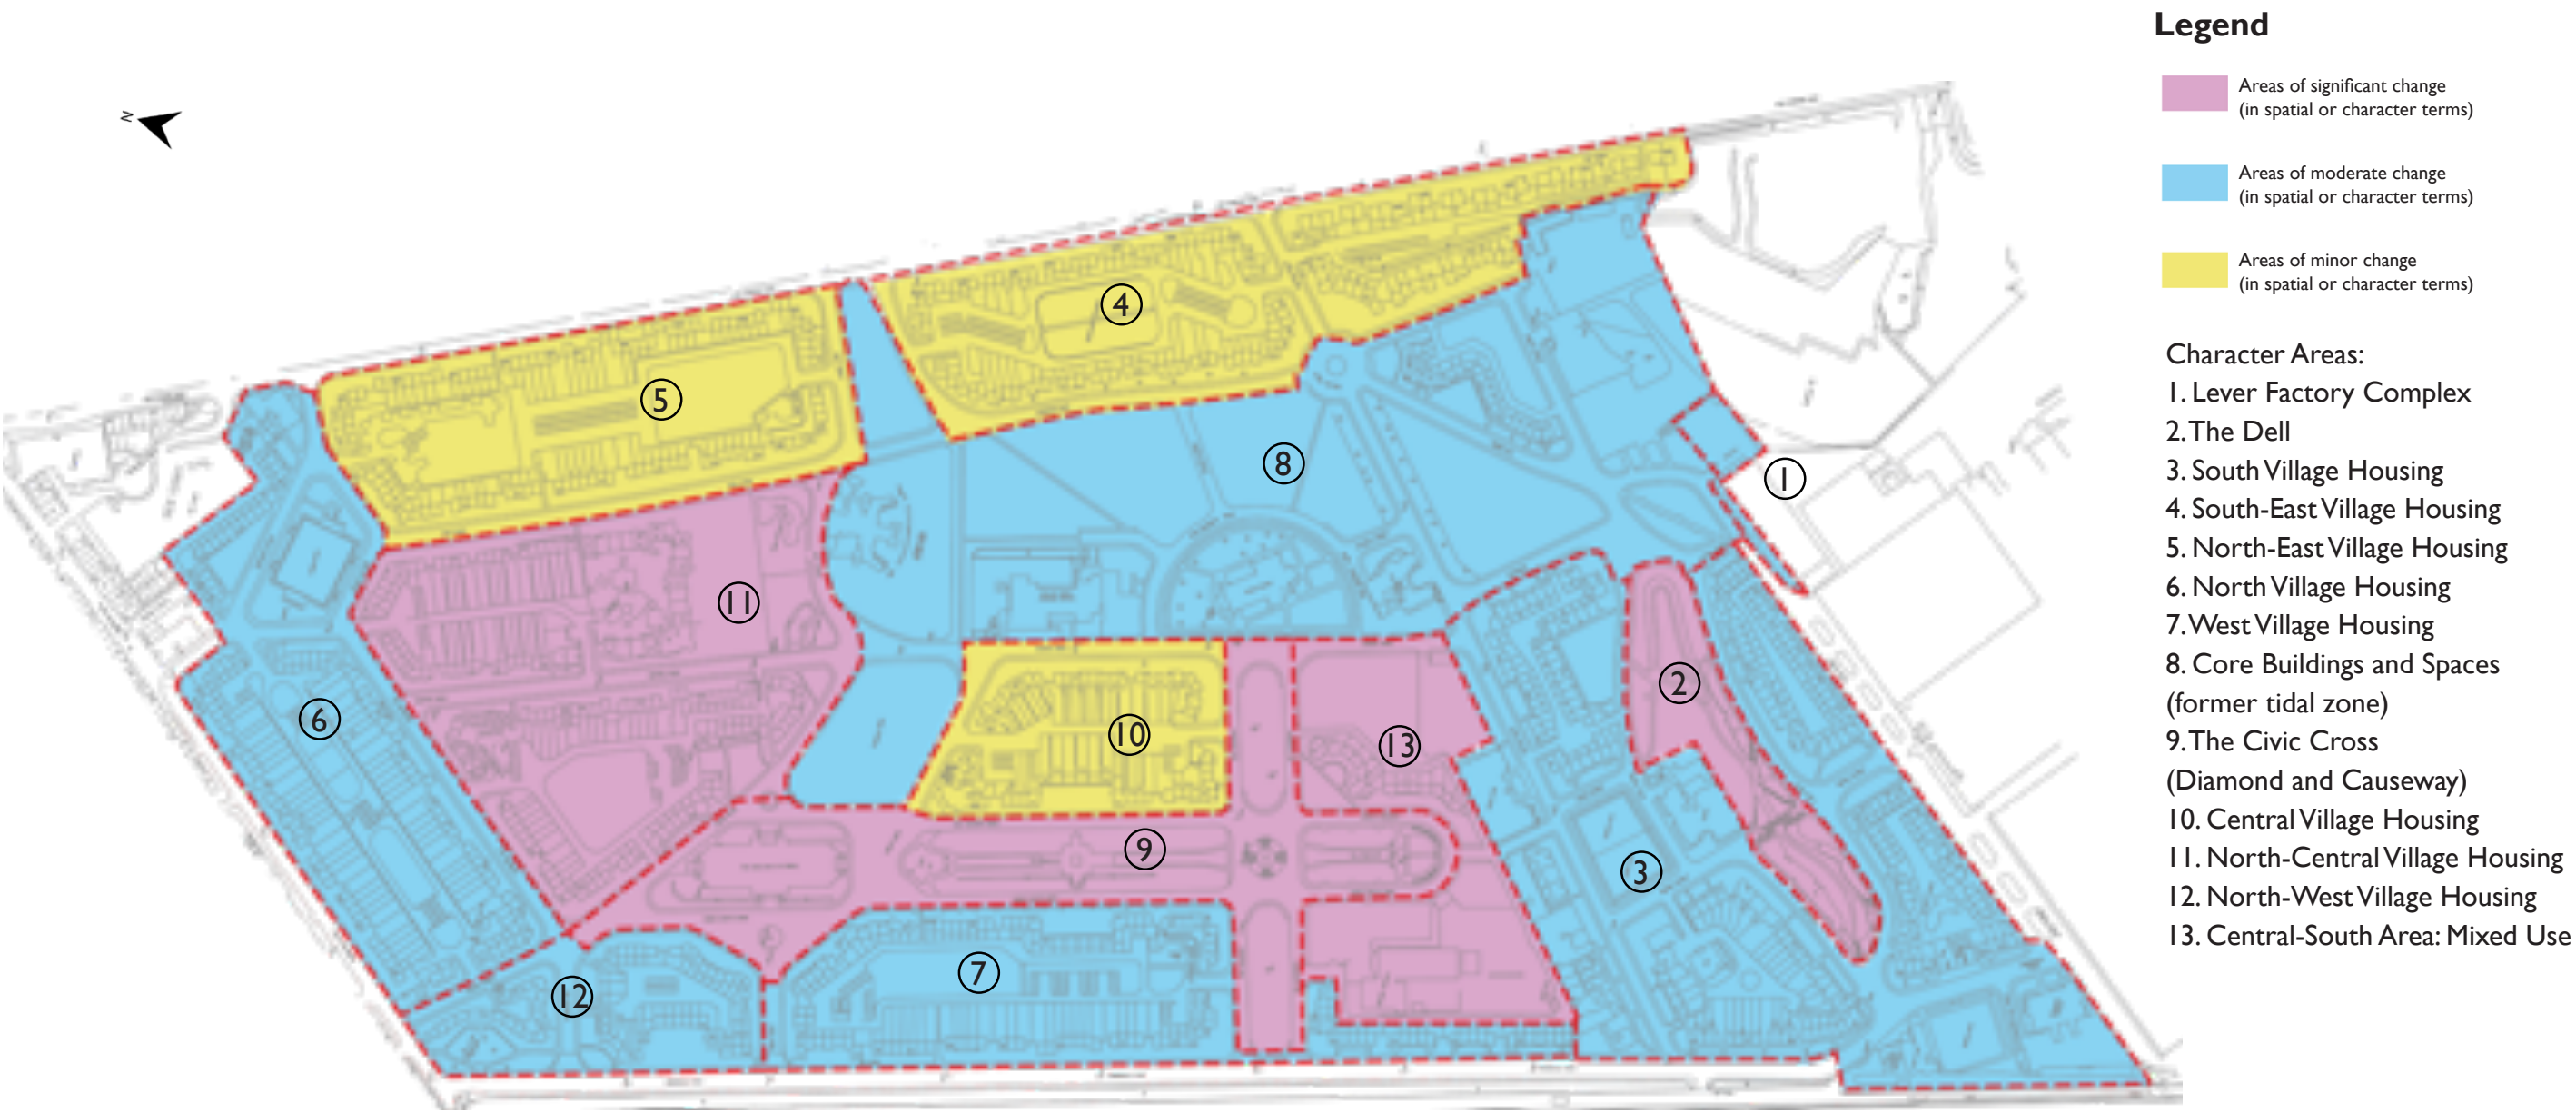 Legend
Areas of significant change
(in spatial or character terms)
Areas of moderate change
(in spatial or character terms)
Areas of minor change
(in spatial or character terms)
Character Areas:
1. Lever Factory Complex
2. The Dell
3. South Village Housing
4. South-East Village Housing
5. North-East Village Housing
6. North Village Housing
7. West Village Housing
8. Core Buildings and Spaces
(former tidal zone)
9. The Civic Cross
(Diamond and Causeway)
10. Central Village Housing
11. North-Central Village Housing
12. North-West Village Housing
13. Central-South Area: Mixed Use
N
4
5
8
1
11
2
6
10
13
9
3
7
12